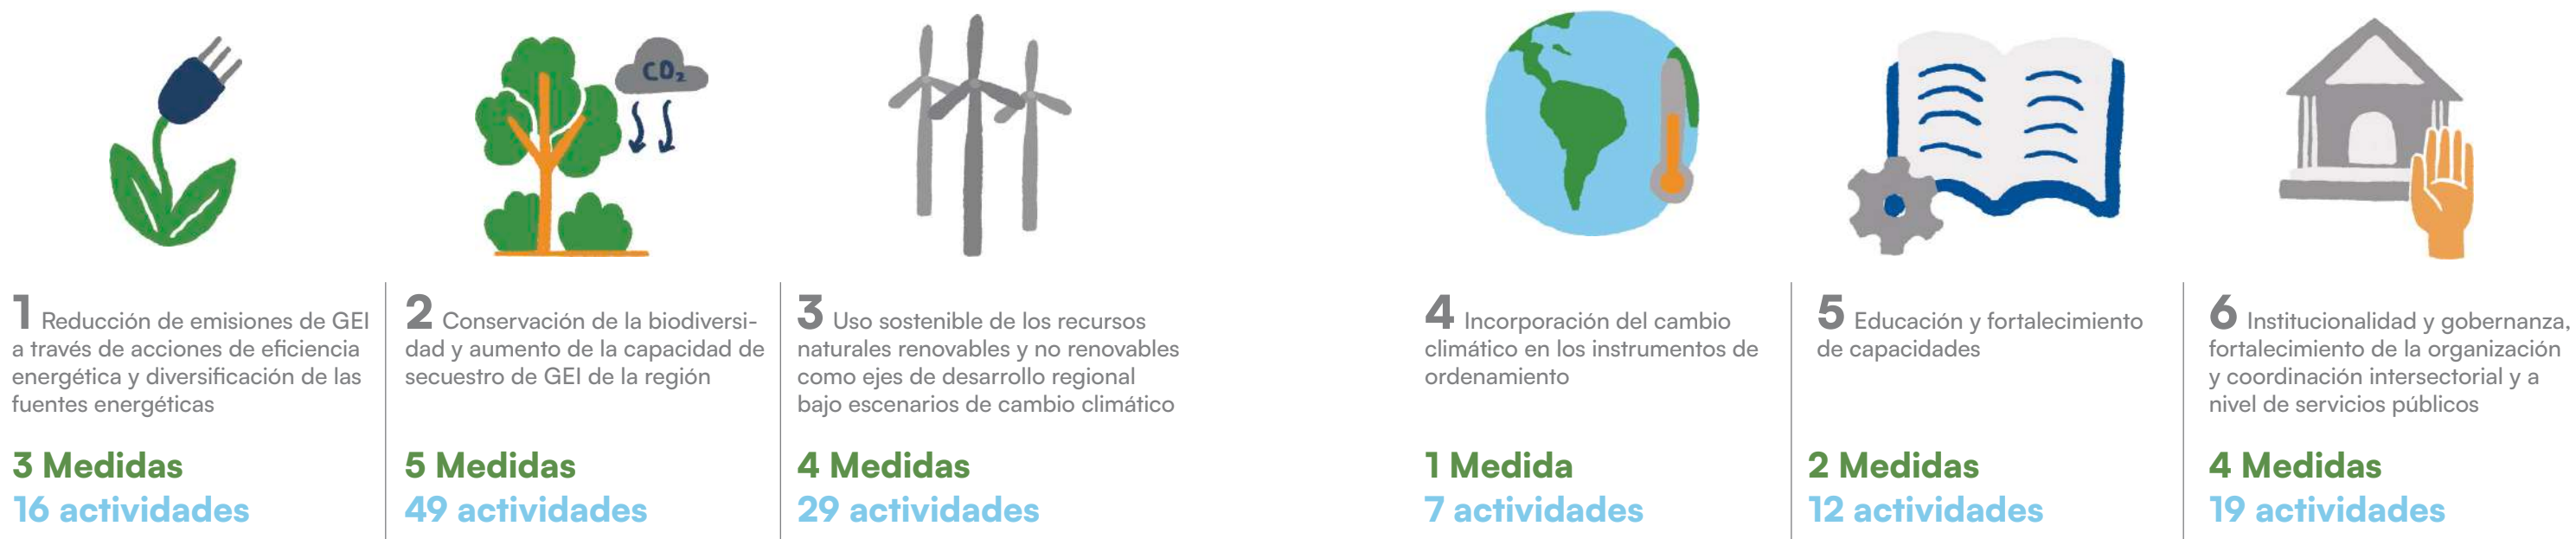 CO₂
1 Reducción de emisiones de GEI
a través de acciones de eficiencia
energética y diversificación de las
fuentes energéticas
3 Medidas
16 actividades
2 Conservación de la biodiversi-
dad y aumento de la capacidad de
secuestro de GEI de la región
5 Medidas
49 actividades
3 Uso sostenible de los recursos
naturales renovables y no renovables
como ejes de desarrollo regional
bajo escenarios de cambio climático
4 Medidas
29 actividades
4 Incorporación del cambio
climático en los instrumentos de
ordenamiento
1 Medida
7 actividades
5 Educación y fortalecimiento
de capacidades
2 Medidas
12 actividades
6 Institucionalidad y gobernanza,
fortalecimiento de la organización
y coordinación intersectorial y a
nivel de servicios públicos
4 Medidas
19 actividades